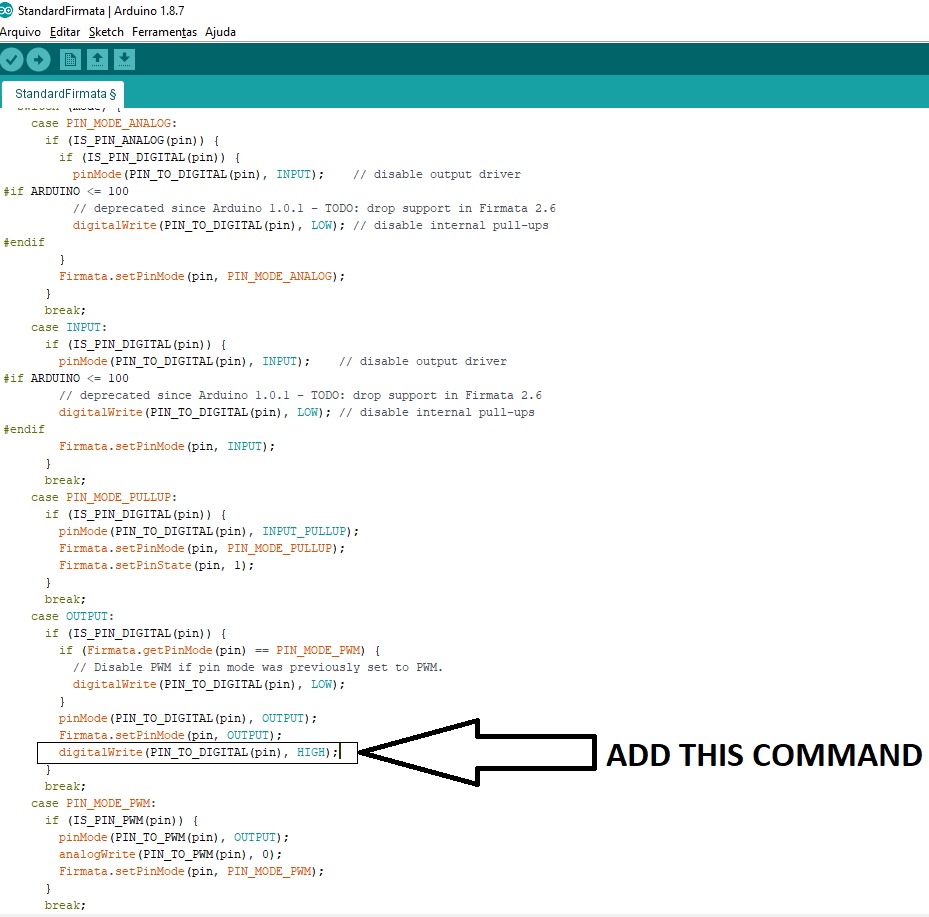 StandardFirmata | Arduino 1.8.7
Arquivo Editar Sketch Ferramentas Ajuda
StandardFirmata §
switch (mode) {
case PIN_MODE_ANALOG:
if (IS_PIN_ANALOG(pin)) {
if (IS_PIN_DIGITAL(pin)) {
pinMode(PIN_TO_DIGITAL(pin), INPUT);    // disable output driver
#if ARDUINO <= 100
// deprecated since Arduino 1.0.1 - TODO: drop support in Firmata 2.6
digitalWrite(PIN_TO_DIGITAL(pin), LOW); // disable internal pull-ups
#endif
}
Firmata.setPinMode(pin, PIN_MODE_ANALOG);
}
break;
case INPUT:
if (IS_PIN_DIGITAL(pin)) {
pinMode(PIN_TO_DIGITAL(pin), INPUT);    // disable output driver
#if ARDUINO <= 100
// deprecated since Arduino 1.0.1 - TODO: drop support in Firmata 2.6
digitalWrite(PIN_TO_DIGITAL(pin), LOW); // disable internal pull-ups
#endif
Firmata.setPinMode(pin, INPUT);
}
break;
case PIN_MODE_PULLUP:
if (IS_PIN_DIGITAL(pin)) {
pinMode(PIN_TO_DIGITAL(pin), INPUT_PULLUP);
Firmata.setPinMode(pin, PIN_MODE_PULLUP);
Firmata.setPinState(pin, 1);
}
break;
case OUTPUT:
if (IS_PIN_DIGITAL(pin)) {
if (Firmata.getPinMode(pin) == PIN_MODE_PWM) {
// Disable PWM if pin mode was previously set to PWM.
digitalWrite(PIN_TO_DIGITAL(pin), LOW);
}
pinMode(PIN_TO_DIGITAL(pin), OUTPUT);
Firmata.setPinMode(pin, OUTPUT);
digitalWrite(PIN_TO_DIGITAL(pin), HIGH);
ADD THIS COMMAND
}
break;
case PIN_MODE_PWM:
if (IS_PIN_PWM(pin)) {
pinMode(PIN_TO_PWM(pin), OUTPUT);
analogWrite(PIN_TO_PWM(pin), 0);
Firmata.setPinMode(pin, PIN_MODE_PWM);
}
break;